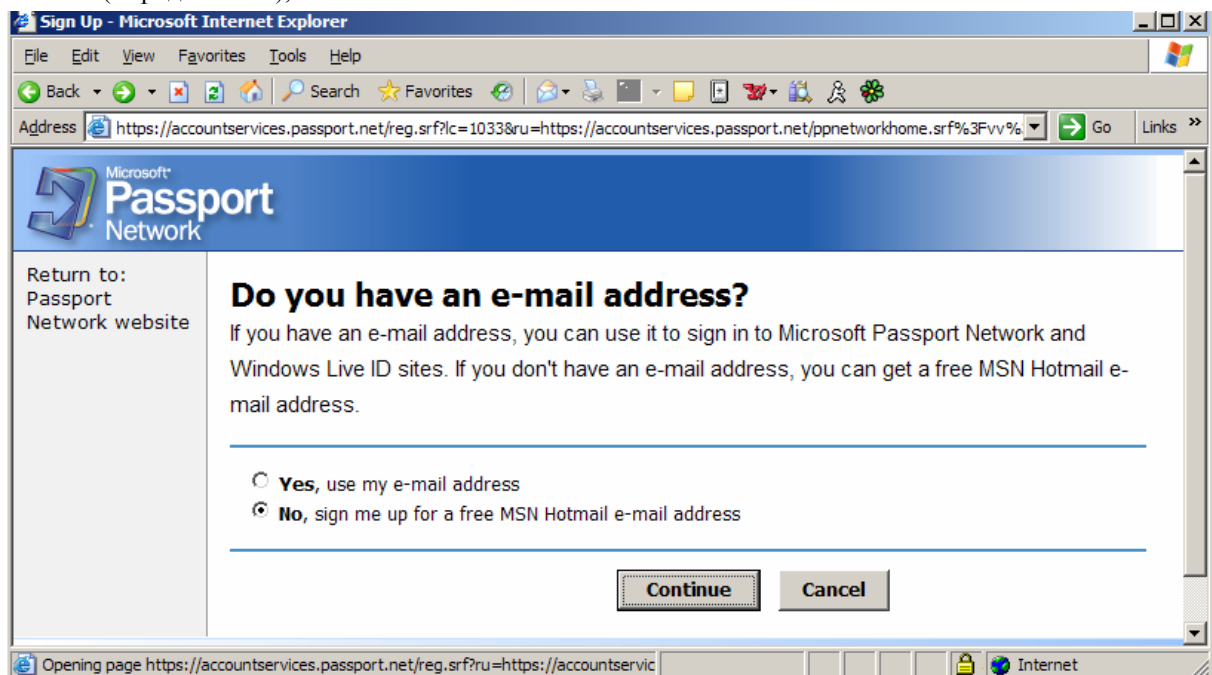 Sign Up - Microsoft Internet Explorer
File Edit View Favorites Tools Help
Back Search Favorites
Address https://accountservices.passport.net/reg.srf?lc=1033&ru=https://accountservices.passport.net/ppnetworkhome.srf%3Fvv% Go Links »
Microsoft
Passport
Network
Return to:
Passport
Network website
Do you have an e-mail address?
If you have an e-mail address, you can use it to sign in to Microsoft Passport Network and
Windows Live ID sites. If you don't have an e-mail address, you can get a free MSN Hotmail e-
mail address.
Yes, use my e-mail address
No, sign me up for a free MSN Hotmail e-mail address
Continue Cancel
Opening page https://accountservices.passport.net/reg.srf?ru=https://accountservic Internet